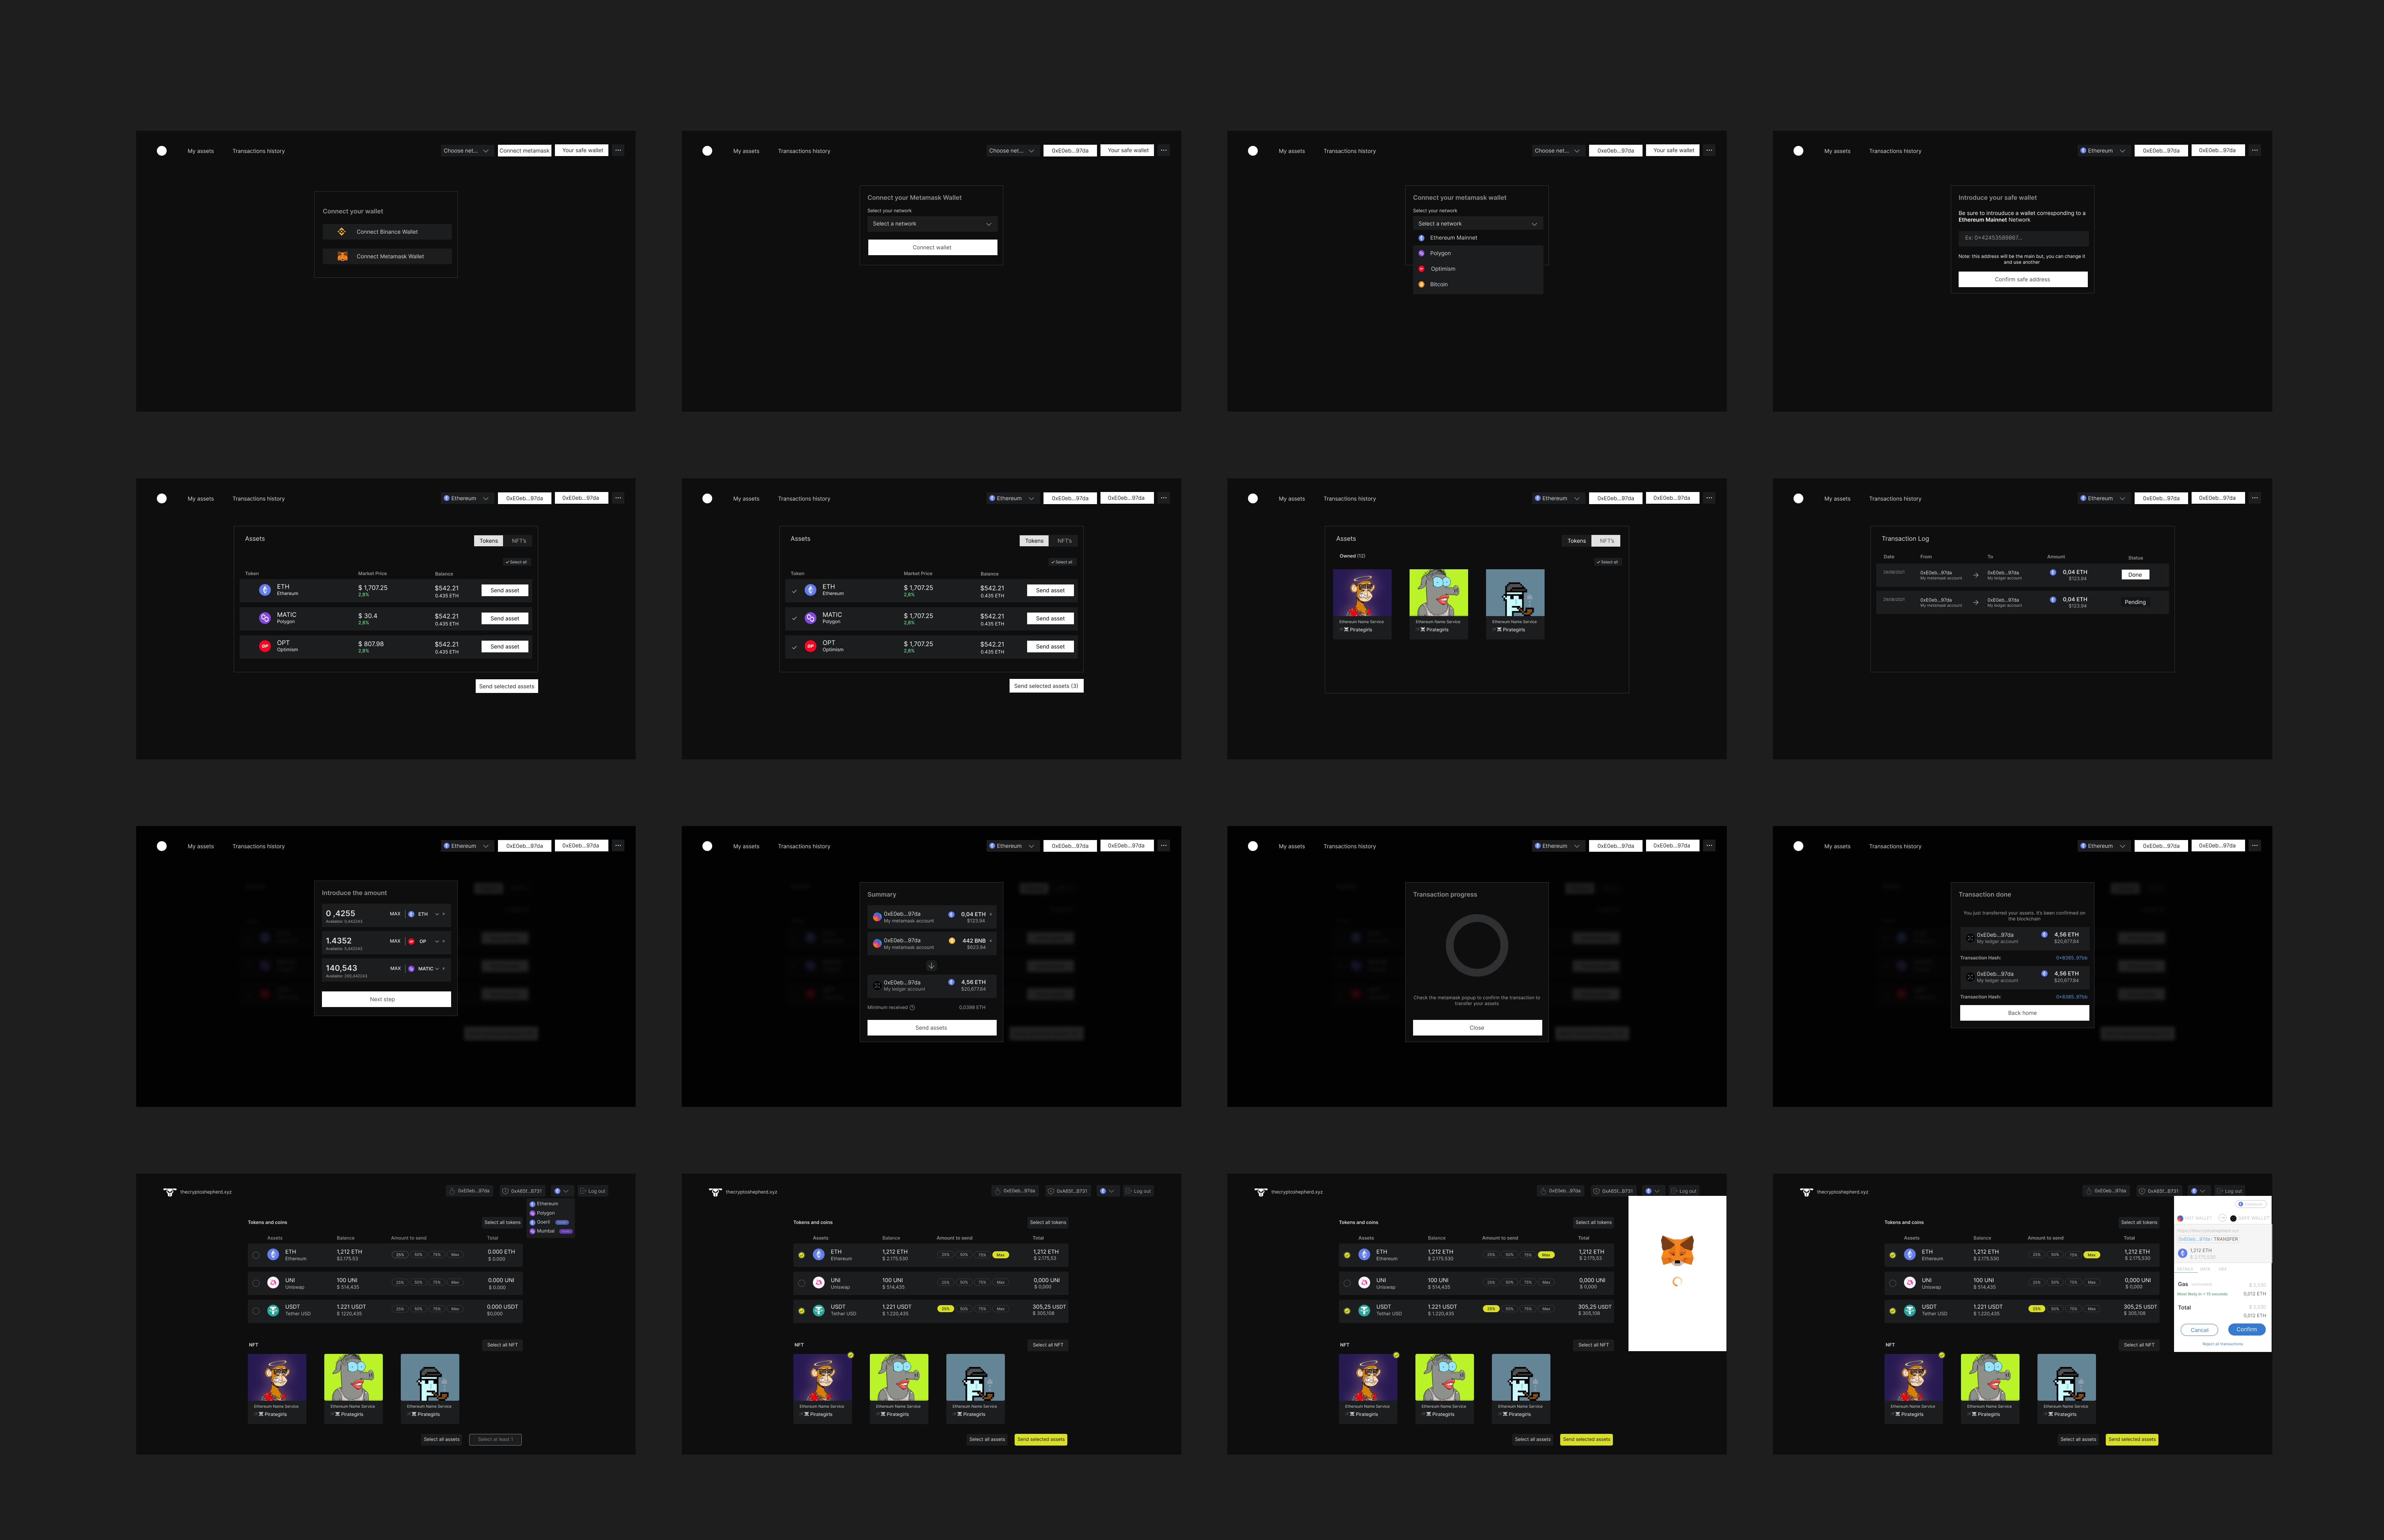 My assets Transactions history Choose net... Connect metamask Your safe wallet ...
Connect your wallet
Connect Binance Wallet
Connect Metamask Wallet
My assets Transactions history Choose net... 0xE0eb...97da Your safe wallet ...
Connect your Metamask Wallet
Select your network
Select a network
Connect wallet
My assets Transactions history Choose net... 0xe0eb...97da Your safe wallet ...
Connect your metamask wallet
Select your network
Select a network
Ethereum Mainnet
Polygon
Optimism
Bitcoin
My assets Transactions history Ethereum 0xE0eb...97da 0xE0eb...97da ...
Introduce your safe wallet
Be sure to introuduce a wallet corresponding to a
Ethereum Mainnet Network
Ex: 0x42453589867...
Note: this address will be the main but, you can change it
and use another
Confirm safe address
My assets Transactions history Ethereum 0xE0eb...97da 0xE0eb...97da ...
Assets Tokens NFT's
Select all
Token Market Price Balance
ETH $ 1,707.25 $542.21 Send asset
Ethereum 2,8% 0.435 ETH
MATIC $ 30.4 $542.21 Send asset
Polygon 2,8% 0.435 ETH
OPT $ 807.98 $542.21 Send asset
Optimism 2,8% 0.435 ETH
Send selected assets
My assets Transactions history Ethereum 0xE0eb...97da 0xE0eb...97da ...
Assets Tokens NFT's
Select all
Token Market Price Balance
ETH $ 1,707.25 $542.21 Send asset
Ethereum 2,8% 0.435 ETH
MATIC $ 1,707.25 $542.21 Send asset
Polygon 2,8% 0.435 ETH
OPT $ 1,707.25 $542.21 Send asset
Optimism 2,8% 0.435 ETH
Send selected assets (3)
My assets Transactions history Ethereum 0xE0eb...97da 0xE0eb...97da ...
Assets Tokens NFT's
Owned (12)
Select all
Ethereum Name Service Ethereum Name Service Ethereum Name Service
Pirategirls Pirategirls Pirategirls
My assets Transactions history Ethereum 0xE0eb...97da 0xE0eb...97da ...
Transaction Log
Date From To Amount Statue
0xE0eb...97da 0xE0eb...97da 0,04 ETH Done
My metamask account My ledger account $123.94
0xE0eb...97da 0xE0eb...97da 0,04 ETH Pending
My metamask account My ledger account $123.94
My assets Transactions history Ethereum 0xE0eb...97da 0xE0eb...97da ...
Introduce the amount
0 ,4255 MAX ETH
1.4352 MAX OP
140,543 MAX MATIC
Next step
My assets Transactions history Ethereum 0xE0eb...97da 0xE0eb...97da ...
Summary
0xE0eb...97da 0,04 ETH
My metamask account $123.94
0xE0eb...97da 442 BNB
My metamask account $623.94
0xE0eb...97da 4,56 ETH
My ledger account $20,677.84
Minimum received 0,0398 ETH
Send assets
My assets Transactions history Ethereum 0xE0eb...97da 0xE0eb...97da ...
Transaction progress
Check the metamask popup to confirm the transaction to
transfer your assets
Close
My assets Transactions history Ethereum 0xE0eb...97da 0xE0eb...97da ...
Transaction done
You just transferred your assets. It's been confirmed on
the blockchain
0xE0eb...97da 4,56 ETH
My ledger account $20,677.84
Transaction Hash:
0xE0eb...97da 4,56 ETH
My ledger account $20,677.84
Transaction Hash:
Back home
thecryptoshepherd.xyz 0xE0eb...97da 0xA65f...B731 Log out
Ethereum
Polygon
Goerli
Mumbai
Tokens and coins Select all tokens
Assets Balance Amount to send Total
ETH 1,212 ETH 25% 50% 75% Max 0.000 ETH
Ethereum $2.175.53 $ 0.000
UNI 100 UNI 25% 50% 75% Max 0.000 UNI
Uniswap $ 514,435 $ 0.000
USDT 1.221 USDT 25% 50% 75% Max 0.000 USDT
Tether USD $ 1220,435 $0,000
NFT Select all NFT
Ethereum Name Service Ethereum Name Service Ethereum Name Service
Pirategirls Pirategirls Pirategirls
Select all assets Select at least 1
thecryptoshepherd.xyz 0xE0eb...97da 0xA65f...B731 Log out
Tokens and coins Select all tokens
Assets Balance Amount to send Total
ETH 1,212 ETH 25% 50% 75% Max 1,212 ETH
Ethereum $ 2.175.530 $ 2.175,53
UNI 100 UNI 25% 50% 75% Max 0,000 UNI
Uniswap $ 514,435 $ 0,000
USDT 1.221 USDT 25% 50% 75% Max 305,25 USDT
Tether USD $ 1.220,435 $ 305,108
NFT Select all NFT
Ethereum Name Service Ethereum Name Service Ethereum Name Service
Pirategirls Pirategirls Pirategirls
Select all assets Send selected assets
thecryptoshepherd.xyz 0xE0eb...97da 0xA65f...B731 Log out
Tokens and coins Select all tokens
Assets Balance Amount to send Total
ETH 1,212 ETH 25% 50% 75% Max 1,212 ETH
Ethereum $ 2.175.530 $ 2.175,53
UNI 100 UNI 25% 50% 75% Max 0,000 UNI
Uniswap $ 514,435 $ 0,000
USDT 1.221 USDT 25% 50% 75% Max 305,25 USDT
Tether USD $ 1.220,435 $ 305,108
NFT Select all NFT
Ethereum Name Service Ethereum Name Service Ethereum Name Service
Pirategirls Pirategirls Pirategirls
Select all assets Send selected assets
thecryptoshepherd.xyz 0xE0eb...97da 0xA65f...B731 Log out
Tokens and coins Select all tokens
Assets Balance Amount to send Total
ETH 1,212 ETH 25% 50% 75% Max 1,212 ETH
Ethereum $ 2.175.530 $ 2.175,530
UNI 100 UNI 25% 50% 75% Max 0,000 UNI
Uniswap $ 514,435 $ 0,000
USDT 1.221 USDT 25% 50% 75% Max 305,25 USDT
Tether USD $ 1.220,435 $ 305,108
NFT Select all NFT
Ethereum Name Service Ethereum Name Service Ethereum Name Service
Pirategirls Pirategirls Pirategirls
Select all assets Send selected assets
SAFE WALLET
TRANSFER
1,212 ETH
$ 2.175,530
DETAILS DATA HEX
Gas
Most likely in < 15 seconds 0,012 ETH
Total
0,012 ETH
Cancel Confirm
Reject all transactions